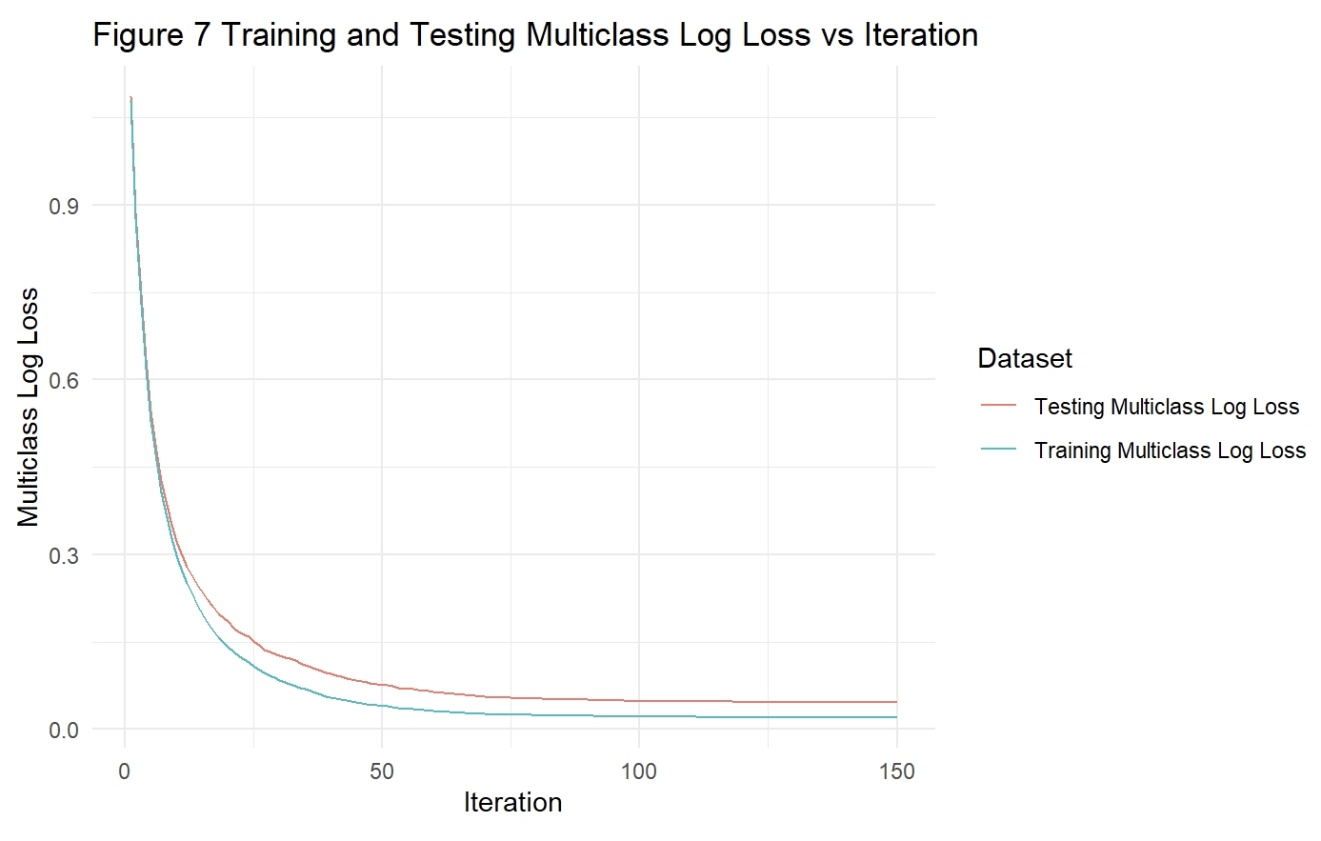 Figure 7 Training and Testing Multiclass Log Loss vs Iteration
Multiclass Log Loss
0.9
0.6
0.3
0.0
0 50 100 150
Iteration
Dataset
Testing Multiclass Log Loss
Training Multiclass Log Loss